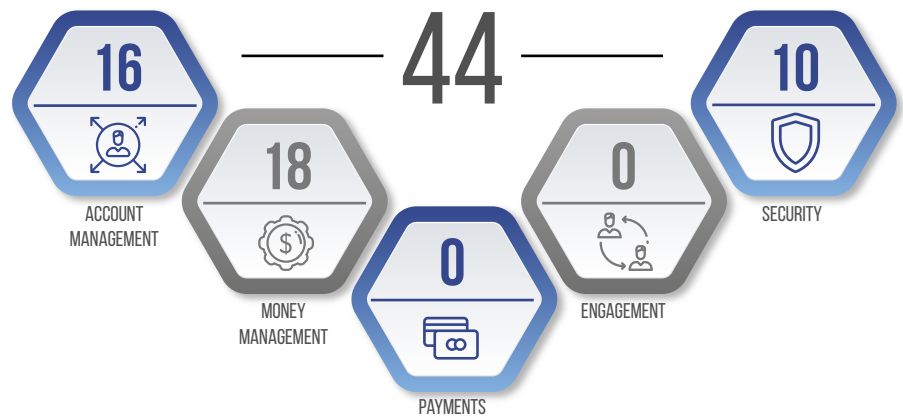 44
16
ACCOUNT
MANAGEMENT
18
$
MONEY
MANAGEMENT
0
PAYMENTS
0
ENGAGEMENT
10
SECURITY